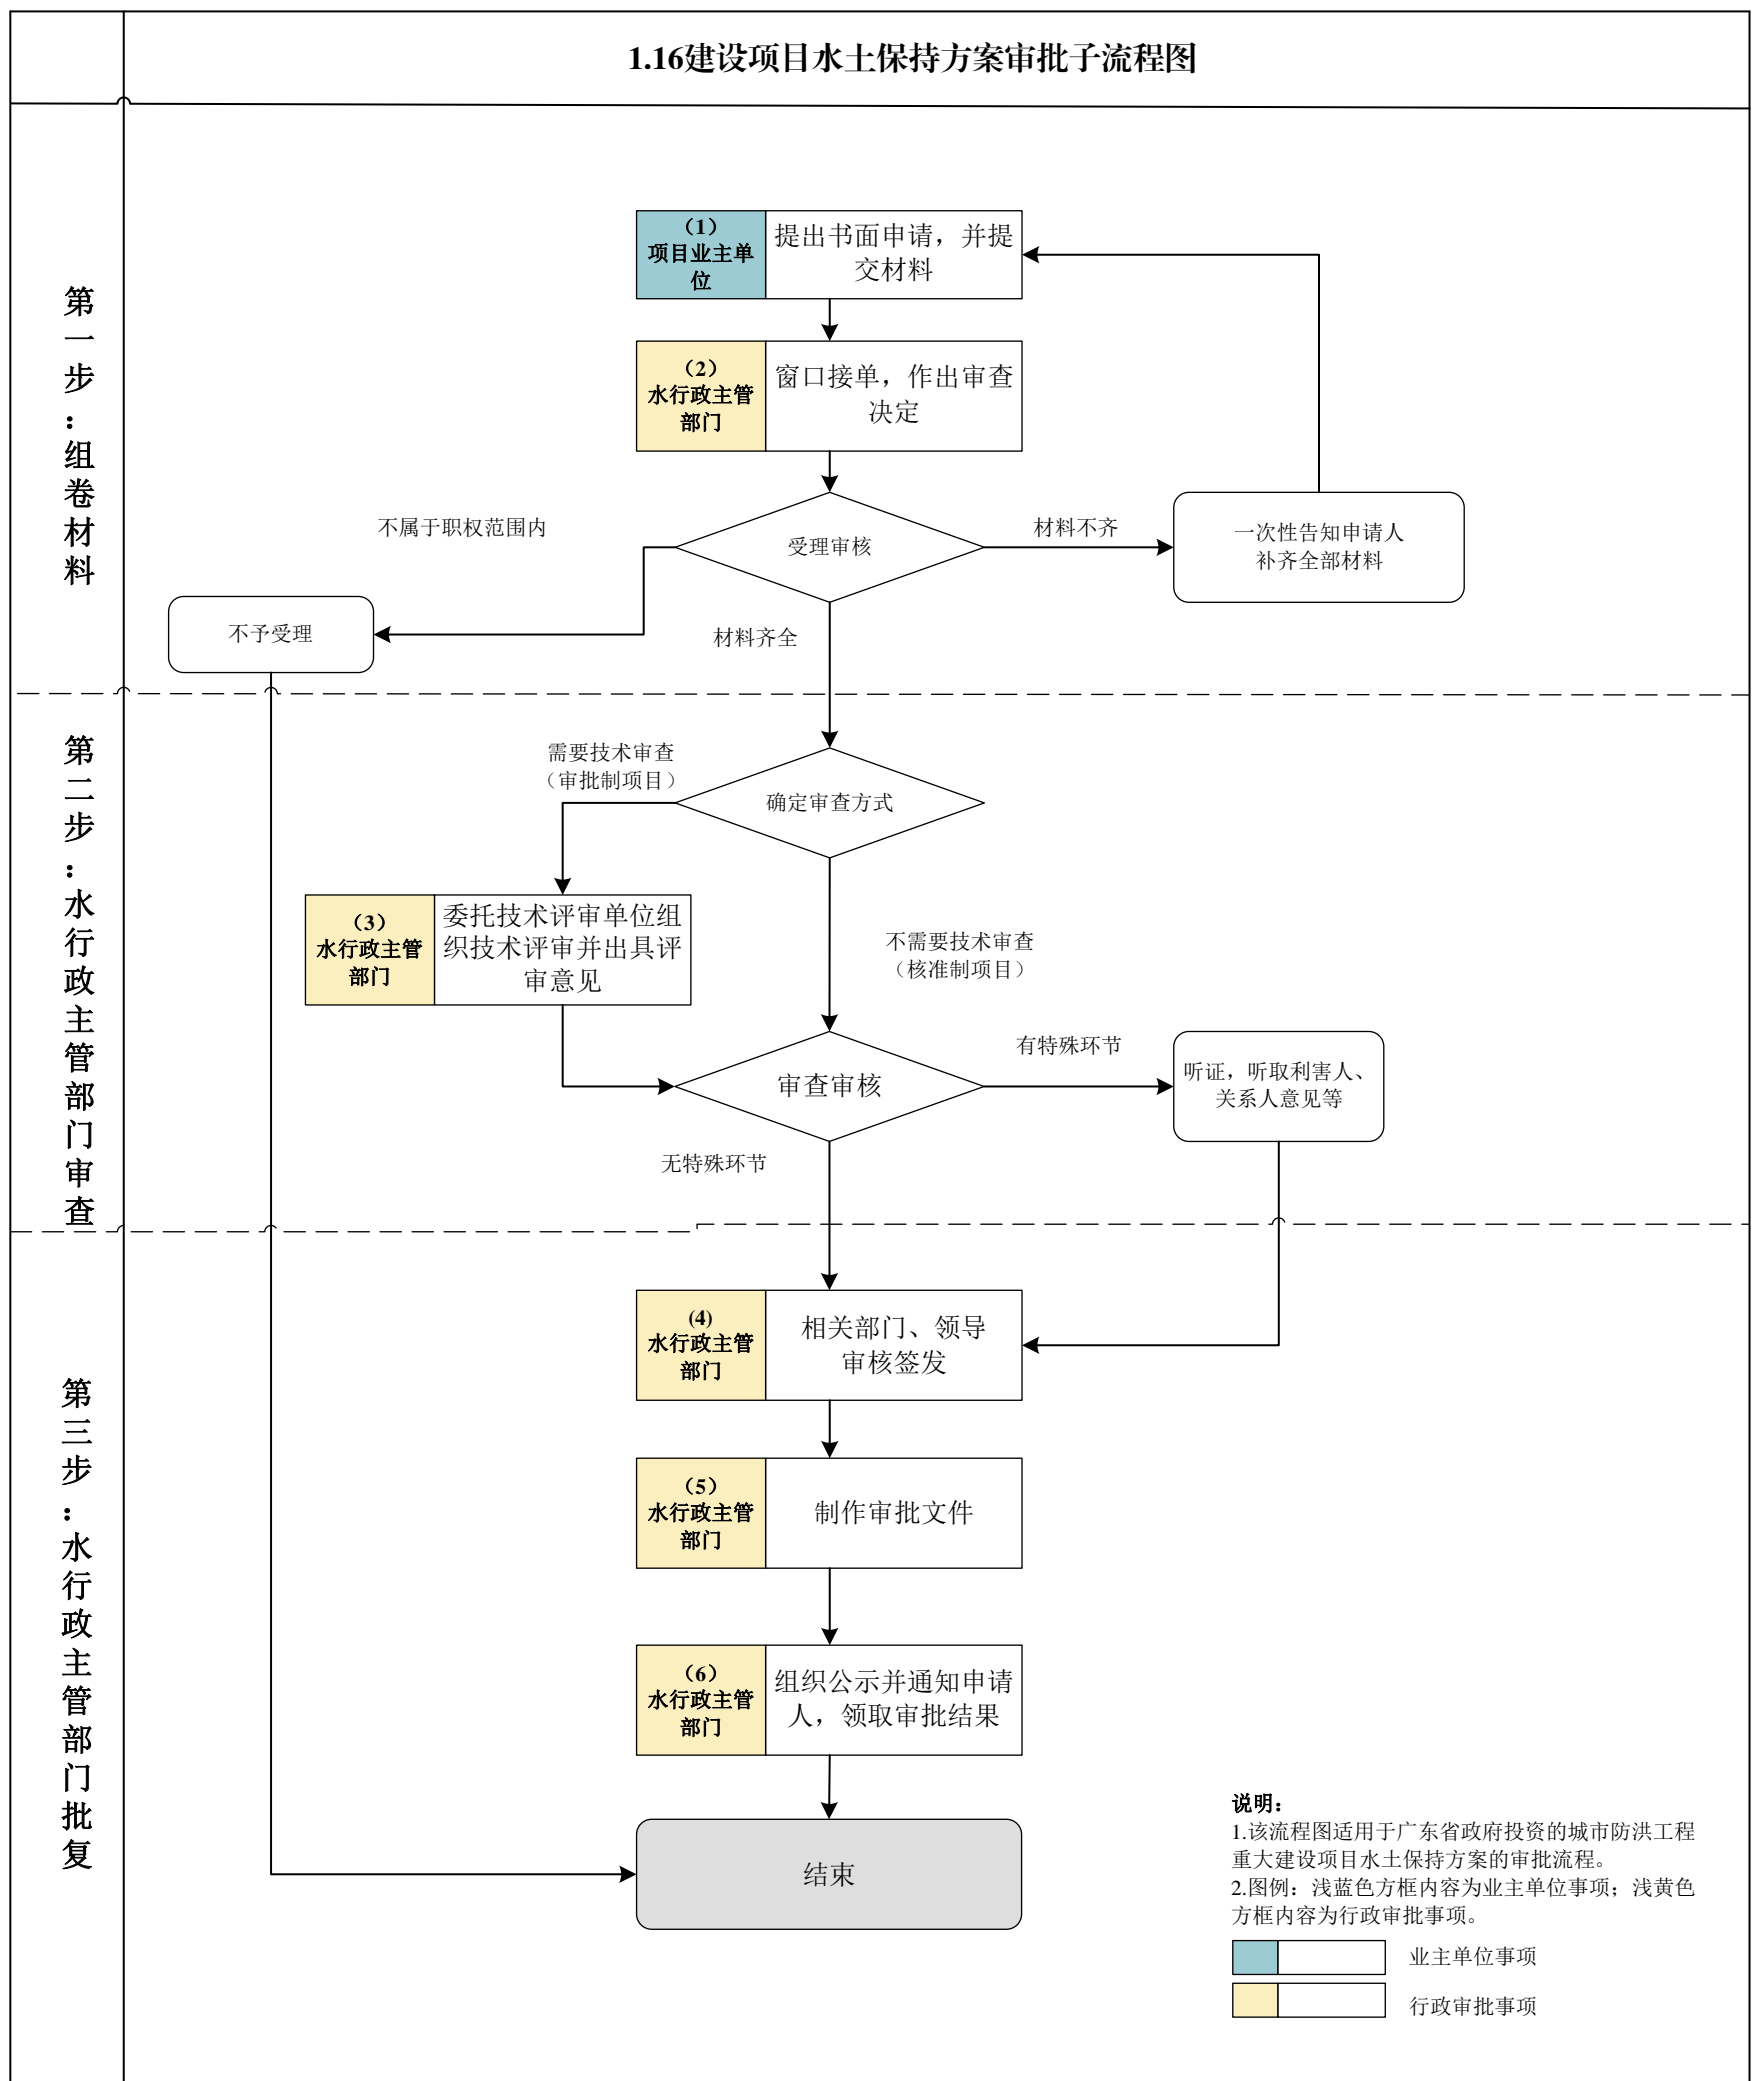 1.16建设项目水土保持方案审批子流程图
第一步：组卷材料
（1）
项目业主单
位
提出书面申请，并提
交材料
（2）
水行政主管
部门
窗口接单，作出审查
决定
不属于职权范围内
受理审核
材料不齐
一次性告知申请人
补齐全部材料
不予受理
材料齐全
第二步：水行政主管部门审查
需要技术审查
（审批制项目）
确定审查方式
（3）
水行政主管
部门
委托技术评审单位组
织技术评审并出具评
审意见
不需要技术审查
（核准制项目）
审查审核
有特殊环节
听证，听取利害人、
关系人意见等
无特殊环节
第三步：水行政主管部门批复
(4)
水行政主管
部门
相关部门、领导
审核签发
（5）
水行政主管
部门
制作审批文件
（6）
水行政主管
部门
组织公示并通知申请
人，领取审批结果
结束
说明：
1.该流程图适用于广东省政府投资的城市防洪工程
重大建设项目水土保持方案的审批流程。
2.图例：浅蓝色方框内容为业主单位事项；浅黄色
方框内容为行政审批事项。
业主单位事项
行政审批事项